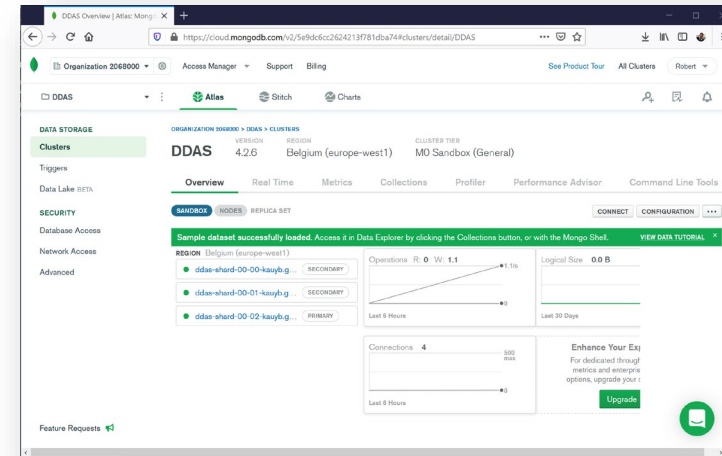 DDAS Overview | Atlas: Mongo
https://cloud.mongodb.com/v2/5e9dc6cc2624213f781dba74#clusters/detail/DDAS
Organization 2068000 Access Manager Support Billing See Product Tour All Clusters Robert
DDAS Atlas Stitch Charts
DATA STORAGE
Clusters
Triggers
Data Lake BETA
SECURITY
Database Access
Network Access
Advanced
Feature Requests
ORGANIZATION 2068000 > DDAS > CLUSTERS
DDAS
VERSION
4.2.6
REGION
Belgium (europe-west1)
CLUSTER TIER
M0 Sandbox (General)
Overview Real Time Metrics Collections Profiler Performance Advisor Command Line Tools
SANDBOX NODES REPLICA SET CONNECT CONFIGURATION ...
Sample dataset successfully loaded. Access it in Data Explorer by clicking the Collections button, or with the Mongo Shell. VIEW DATA TUTORIAL ×
REGION Belgium (europe-west1)
ddas-shard-00-00-kauyb.g... SECONDARY
ddas-shard-00-01-kauyb.g... SECONDARY
ddas-shard-00-02-kauyb.g... PRIMARY
Operations R: 0 W: 1.1
1.1/s
0
Last 6 Hours
Logical Size 0.0 B
Last 30 Days
Connections 4
500
max
0
Last 6 Hours
Enhance Your Ex
For dedicated through
metrics and enterpris
options, upgrade your
Upgrade